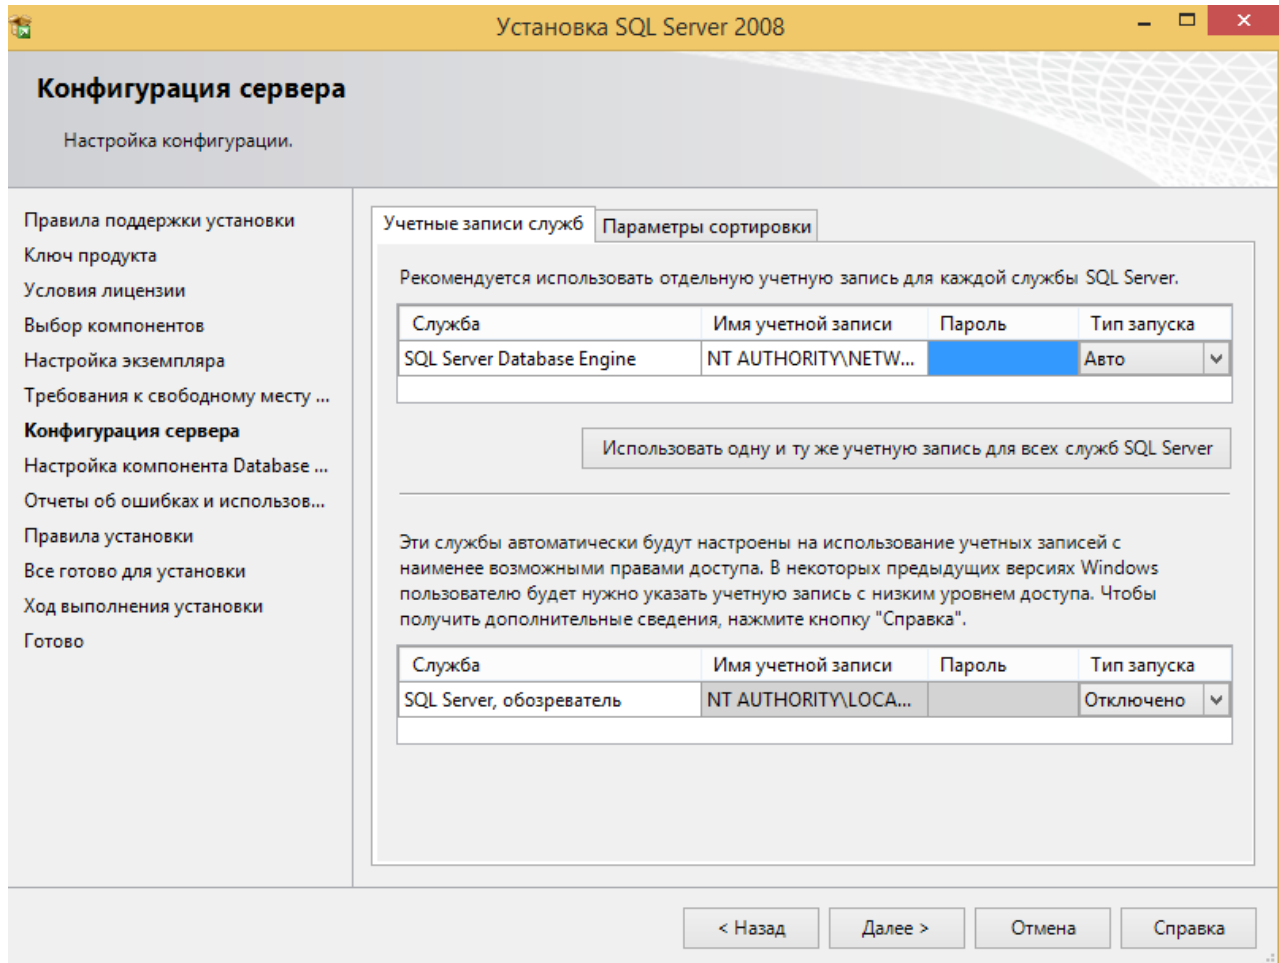 Установка SQL Server 2008
Конфигурация сервера
Настройка конфигурации.
Правила поддержки установки
Ключ продукта
Условия лицензии
Выбор компонентов
Настройка экземпляра
Требования к свободному месту ...
Конфигурация сервера
Настройка компонента Database ...
Отчеты об ошибках и использов...
Правила установки
Все готово для установки
Ход выполнения установки
Готово
Учетные записи служб Параметры сортировки
Рекомендуется использовать отдельную учетную запись для каждой службы SQL Server.
Служба Имя учетной записи Пароль Тип запуска
SQL Server Database Engine NT AUTHORITY\NETW... Авто
Использовать одну и ту же учетную запись для всех служб SQL Server
Эти службы автоматически будут настроены на использование учетных записей с
наименее возможными правами доступа. В некоторых предыдущих версиях Windows
пользователю будет нужно указать учетную запись с низким уровнем доступа. Чтобы
получить дополнительные сведения, нажмите кнопку "Справка".
Служба Имя учетной записи Пароль Тип запуска
SQL Server, обозреватель NT AUTHORITY\LOCA... Отключено
< Назад Далее > Отмена Справка